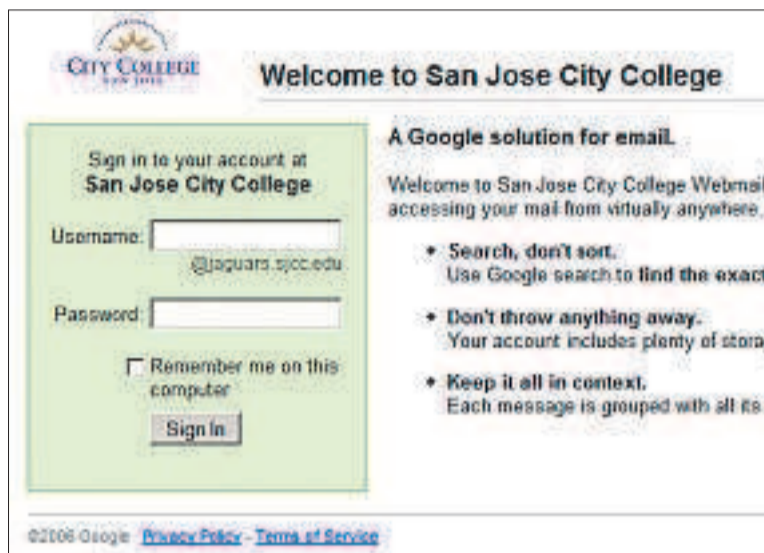 CITY COLLEGE
SAN JOSE
Welcome to San Jose City College
Sign in to your account at
San Jose City College
Username:
@jaguars.sjcc.edu
Password:
Remember me on this
computer
Sign In
A Google solution for email.
Welcome to San Jose City College Webmail
accessing your mail from virtually anywhere.
Search, don't sort.
Use Google search to find the exact
Don't throw anything away.
Your account includes plenty of stora
Keep it all in context.
Each message is grouped with all its
©2006 Google Privacy Policy - Terms of Service